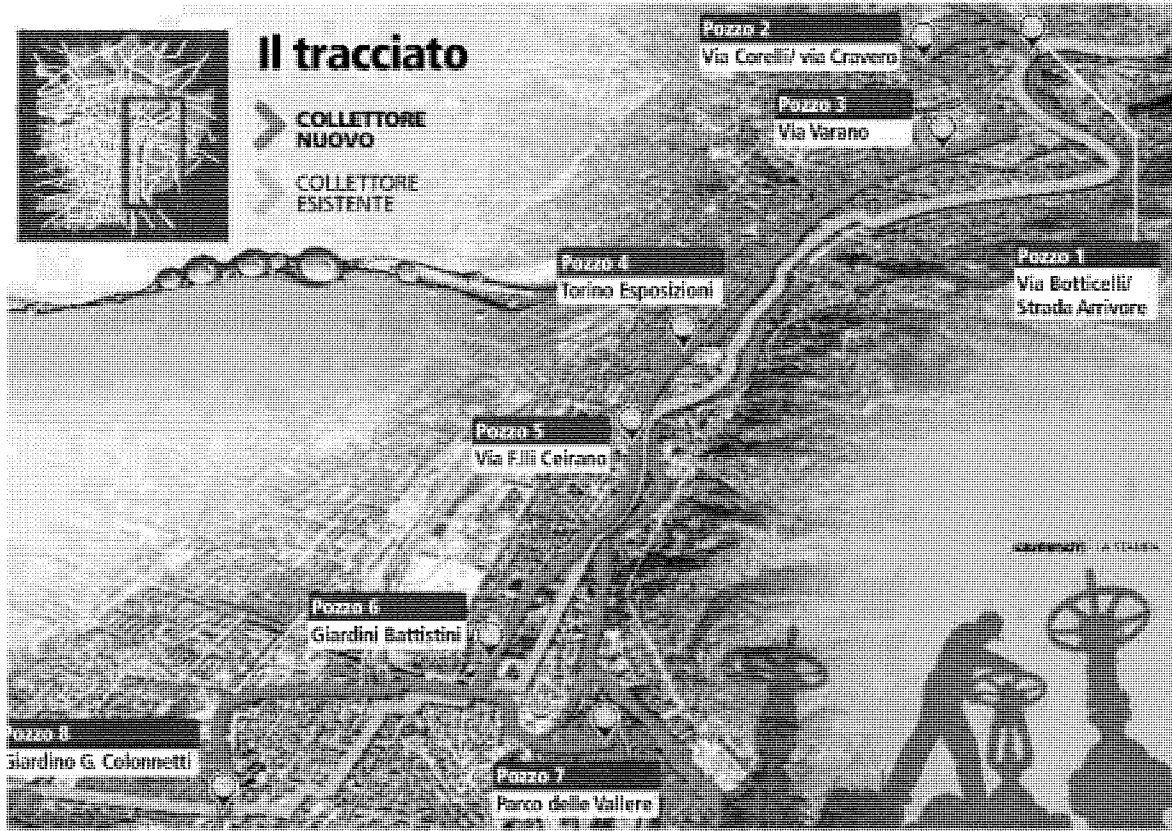 Il tracciato
COLLETTORE
NUOVO
COLLETTORE
ESISTENTE
Pozzo 2
Via Corelli/ via Cravero
Pozzo 3
Via Varano
Pozzo 1
Via Botticelli/
Strada Arrivore
Pozzo 4
Torino Esposizioni
Pozzo 5
Via F.lli Ceirano
Pozzo 6
Giardini Battistini
Pozzo 8
Giardino G. Colonnetti
Pozzo 7
Parco delle Vallere
LA STAMPA